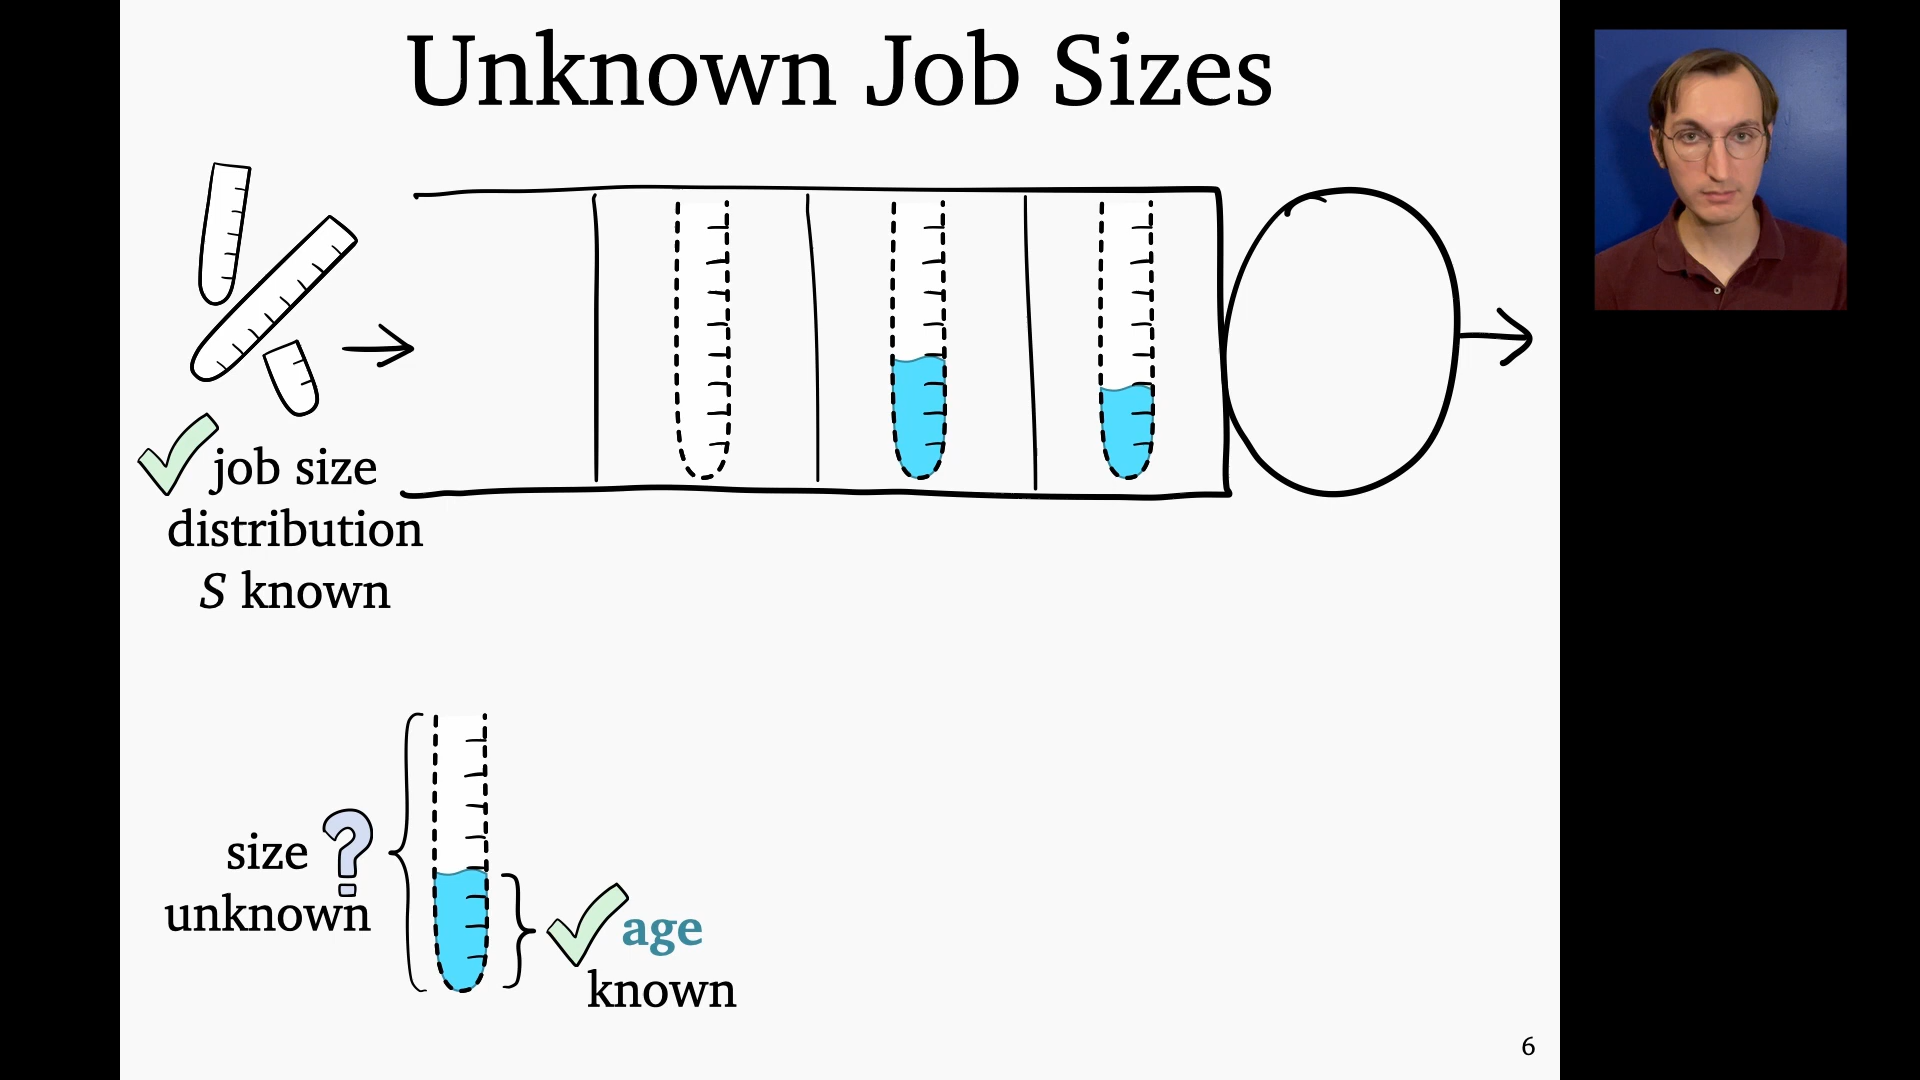 Unknown Job Sizes
job size
distribution
S known
size
unknown
age
known
6